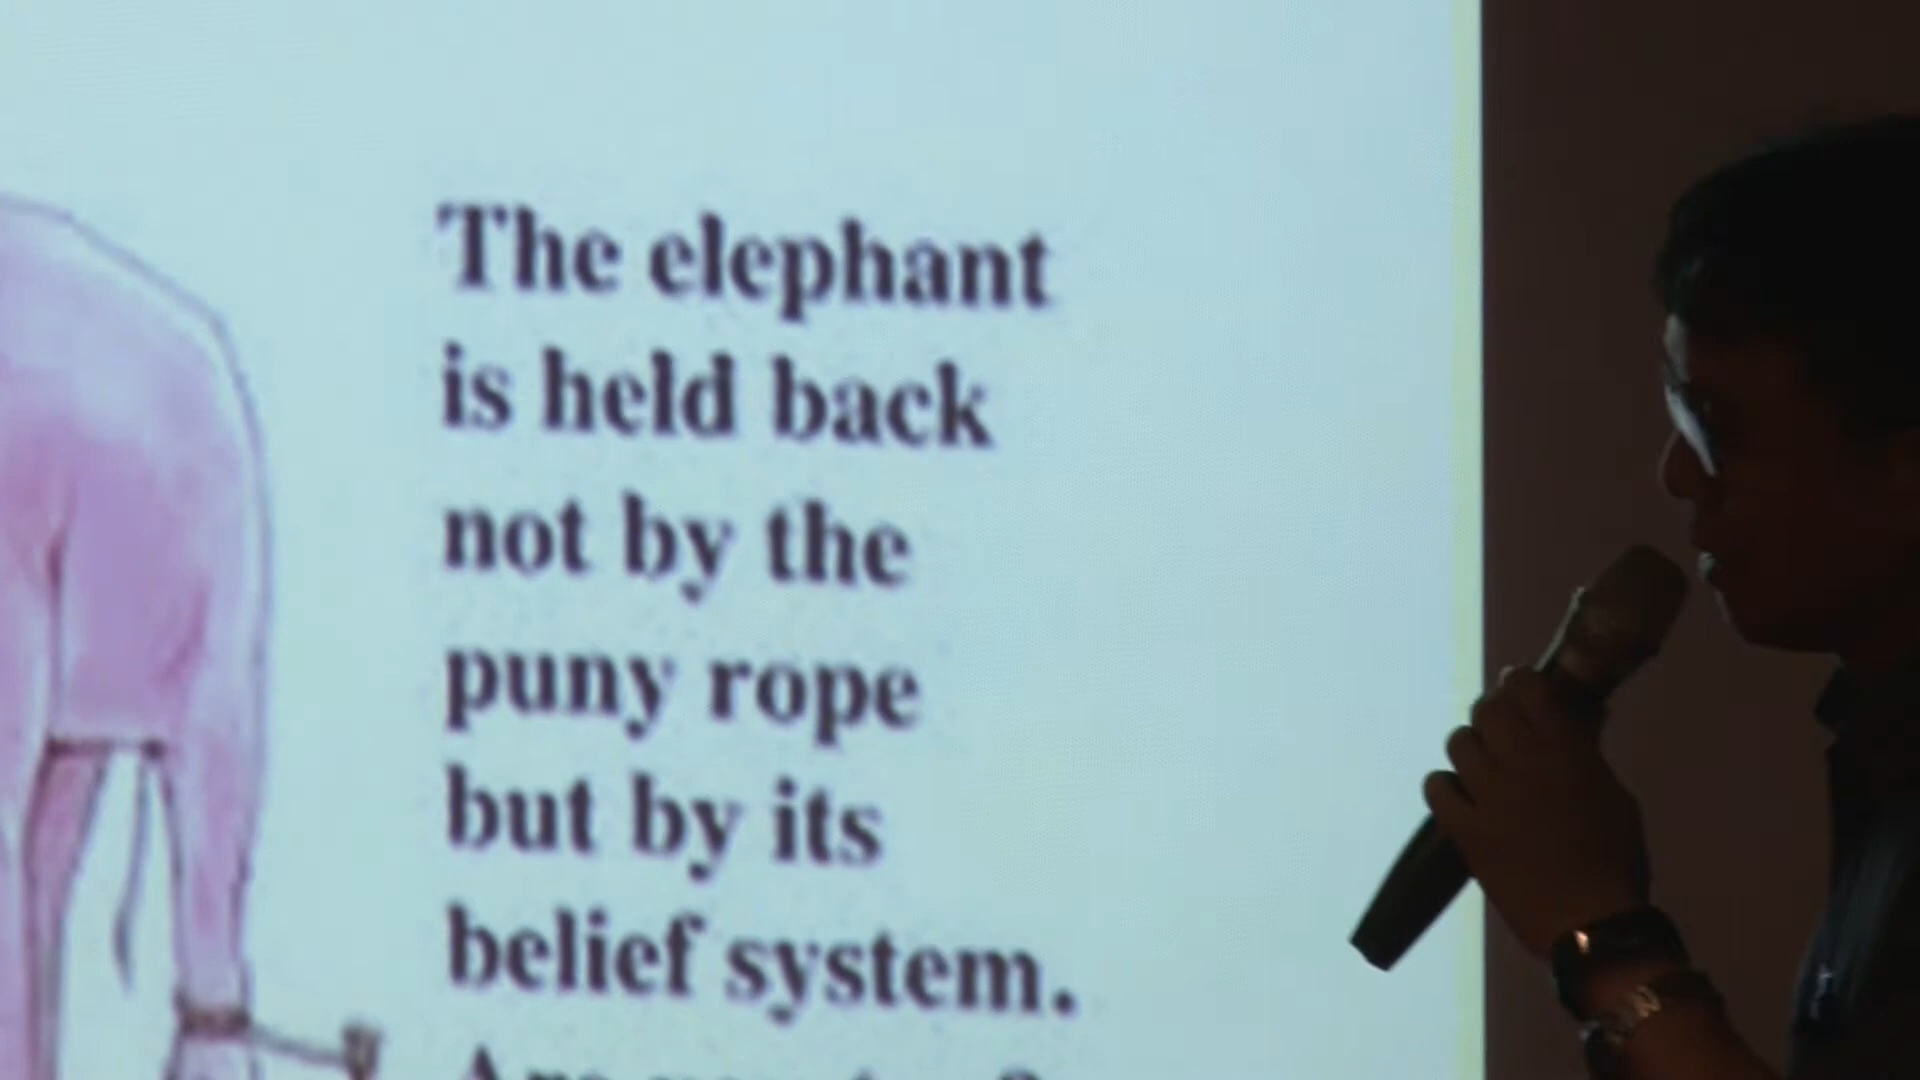 The elephant
is held back
not by the
puny rope
but by its
belief system.